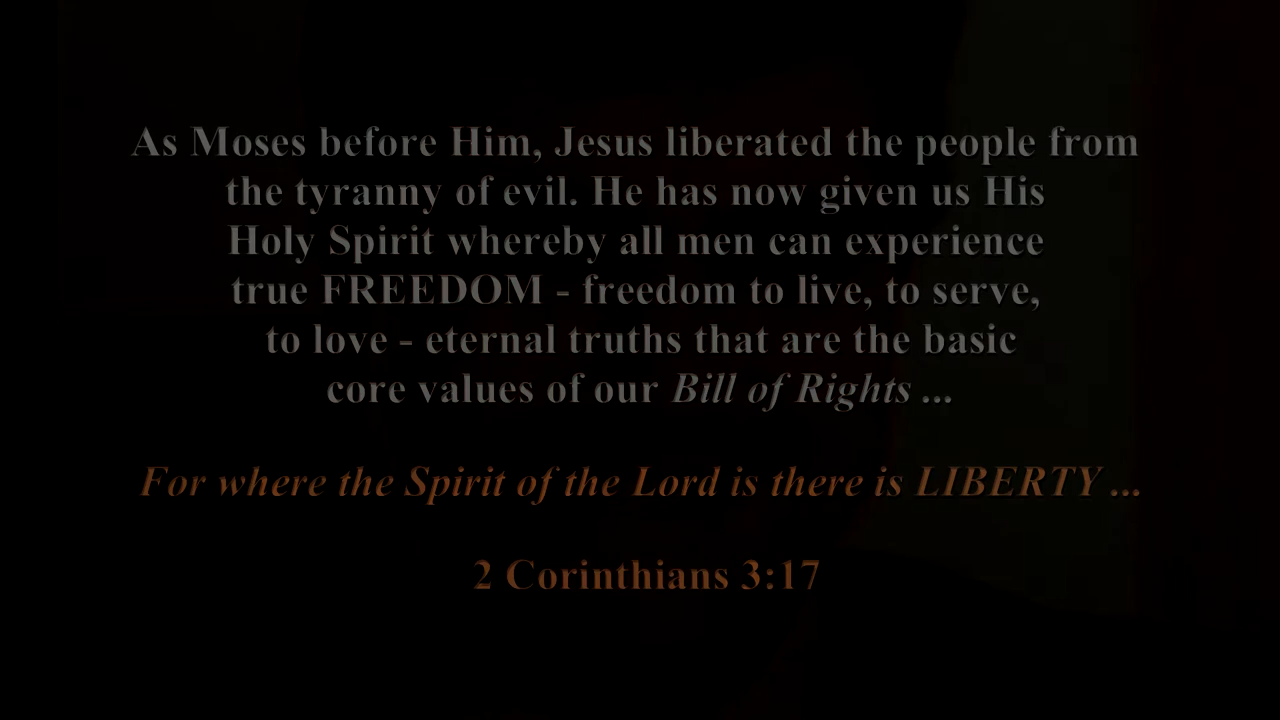 As Moses before Him, Jesus liberated the people from
the tyranny of evil. He has now given us His
Holy Spirit whereby all men can experience
true FREEDOM - freedom to live, to serve,
to love - eternal truths that are the basic
core values of our Bill of Rights ...
For where the Spirit of the Lord is there is LIBERTY ...
2 Corinthians 3:17